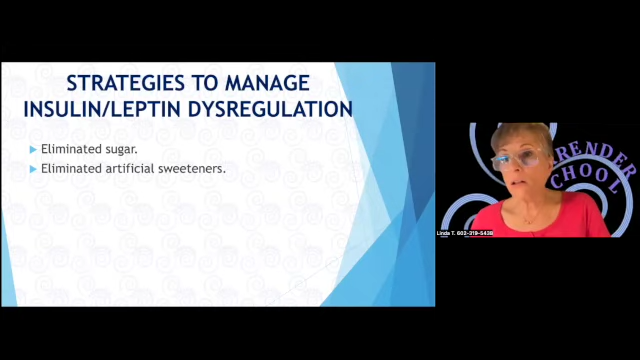 STRATEGIES TO MANAGE
INSULIN/LEPTIN DYSREGULATION
Eliminated sugar.
Eliminated artificial sweeteners.
RENDER
CHOOL
Linda T. 602-319-5438